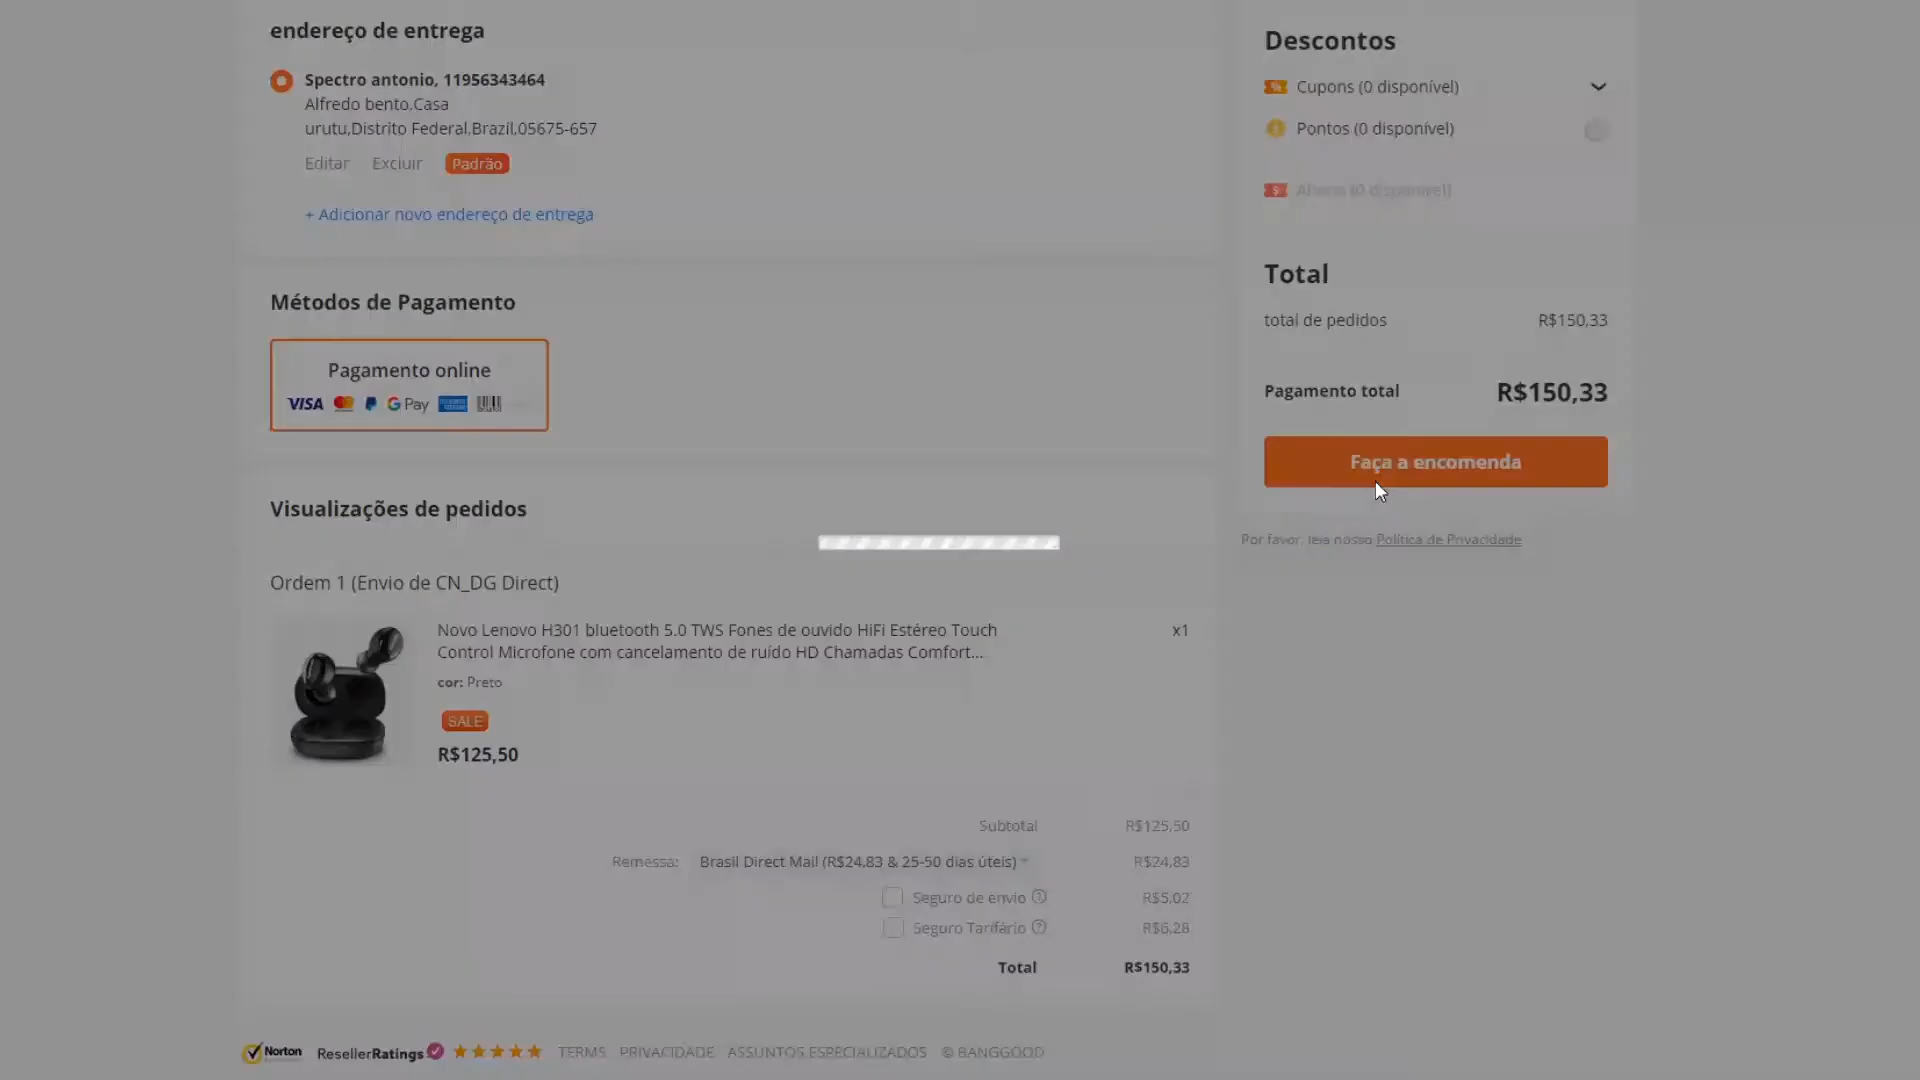 endereço de entrega
Spectro antonio, 11956343464
Alfredo bento,Casa
urutu,Distrito Federal,Brazil,05675-657
Editar Excluir Padrão
+ Adicionar novo endereço de entrega
Métodos de Pagamento
Pagamento online
VISA G Pay
Visualizações de pedidos
Ordem 1 (Envio de CN_DG Direct)
Novo Lenovo H301 bluetooth 5.0 TWS Fones de ouvido HiFi Estéreo Touch
Control Microfone com cancelamento de ruído HD Chamadas Comfort...
x1
cor: Preto
SALE
R$125,50
Subtotal R$125,50
Remessa: Brasil Direct Mail (R$24,83 & 25-50 dias úteis) R$24,83
Seguro de envio R$5,02
Seguro Tarifário R$6,28
Total R$150,33
Descontos
Cupons (0 disponível)
Pontos (0 disponível)
(0 disponível)
Total
total de pedidos R$150,33
Pagamento total R$150,33
Faça a encomenda
Por favor, leia nossa Política de Privacidade
Norton ResellerRatings TERMS PRIVACIDADE ASSUNTOS ESPECIALIZADOS © BANGGOOD